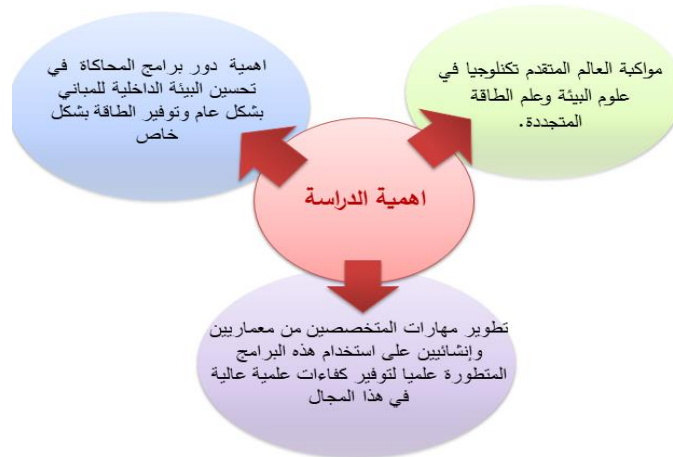 مواكبة العالم المتقدم تكنلوجيا في
علوم البيئة وعلم الطاقة
المتجددة.
اهمية دور برامج المحاكاة في
تحسين البيئة الداخلية للمباني
بشكل عام وتوفير الطاقة بشكل
خاص
اهمية الدراسة
تطوير مهارات المتخصصين من معماريين
وإنشائيين على استخدام هذه البرامج
المتطورة علميا لتوفير كفاءات علمية عالية
في هذا المجال